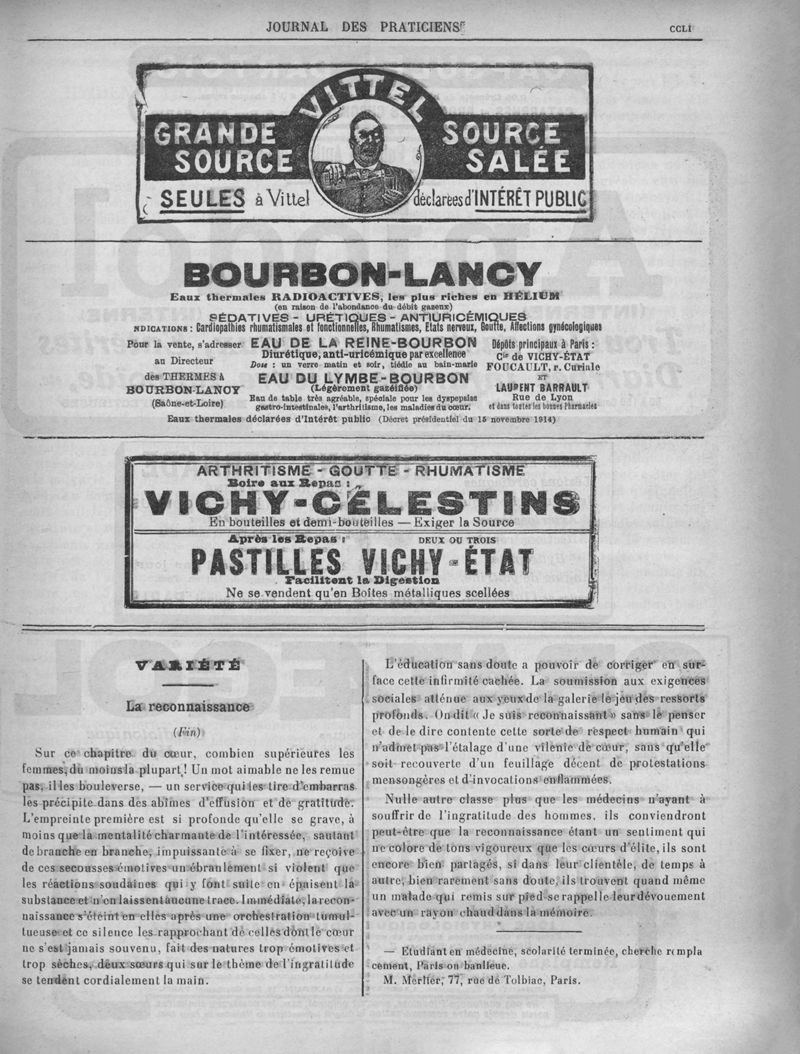 JOURNAL DES PRATICIENS
CCLI
VITTEL
GRANDE SOURCE
SOURCE SALÉE
SEULES à Vittel déclarées d'INTÉRÊT PUBLIC
BOURBON-LANCY
Eaux thermales RADIOACTIVES, les plus riches en HÉLIUM
(en raison de l'abondance du débit gazeux)
SÉDATIVES - URÉTIQUES - ANTIURICÉMIQUES
NDICATIONS : Cardiopathies rhumatismales et fonctionnelles, Rhumatismes, Etats nerveux, Goutte, Affections gynécologiques
Pour la vente, s'adresser
au Directeur
des THERMES à
BOURBON-LANCY
(Saône-et-Loire)
EAU DE LA REINE-BOURBON
Diurétique, anti-uricémique par excellence
Dose : un verre matin et soir, tiédie au bain-marie
EAU DU LYMBE-BOURBON
(Légèrement gazéifiée)
Eau de table très agréable, spéciale pour les dyspepsies
gastro-intestinales, l'arthritisme, les maladies du cœur.
Dépôts principaux à Paris :
Cie de VICHY-ÉTAT
FOUCAULT, r. Curiale
ET
LAURENT BARRAULT
Rue de Lyon
et dans toutes les bonnes Pharmacies
Eaux thermales déclarées d'Intérêt public (Décret présidentiel du 15 novembre 1914)
ARTHRITISME - GOUTTE - RHUMATISME
Boire aux Repas :
VICHY-CÉLESTINS
En bouteilles et demi-bouteilles — Exiger la Source
Après les Repas : DEUX OU TROIS
PASTILLES VICHY-ÉTAT
Facilitent la Digestion
Ne se vendent qu'en Boîtes métalliques scellées
VARIÉTÉ
La reconnaissance
(Fin)
Sur ce chapitre du cœur, combien supérieures les
femmes, du moins la plupart ! Un mot aimable ne les remue
pas, il les bouleverse, — un service qui les tire d'embarras
les précipite dans des abîmes d'effusion et de gratitude.
L'empreinte première est si profonde qu'elle se grave, à
moins que la mentalité charmante de l'intéressée, sautant
de branche en branche, impuissante à se fixer, ne reçoive
de ces secousses émotives un ébranlement si violent que
les réactions soudaines qui y font suite en épuisent la
substance et n'en laissent aucune trace. Immédiate, la recon-
naissance s'éteint en elles après une orchestration tumul-
tueuse et ce silence les rapprochant de celles dont le cœur
ne s'est jamais souvenu, fait des natures trop émotives et
trop sèches, deux sœurs qui sur le thème de l'ingratitude
se tendent cordialement la main.
L'éducation sans doute a pouvoir de corriger en sur-
face cette infirmité cachée. La soumission aux exigences
sociales atténue aux yeux de la galerie le jeu des ressorts
profonds. On dit « Je suis reconnaissant » sans le penser
et de le dire contente cette sorte de respect humain qui
n'admet pas l'étalage d'une vilenie de cœur, sans qu'elle
soit recouverte d'un feuillage décent de protestations
mensongères et d'invocations enflammées.
Nulle autre classe plus que les médecins n'ayant à
souffrir de l'ingratitude des hommes, ils conviendront
peut-être que la reconnaissance étant un sentiment qui
ne colore de tons vigoureux que les cœurs d'élite, ils sont
encore bien partagés, si dans leur clientèle, de temps à
autre, bien rarement sans doute, ils trouvent quand même
un malade qui remis sur pied se rappelle leur dévouement
avec un rayon chaud dans la mémoire.
— Etudiant en médecine, scolarité terminée, cherche rempla
cement, Paris ou banlieue.
M. Merlier, 77, rue de Tolbiac, Paris.